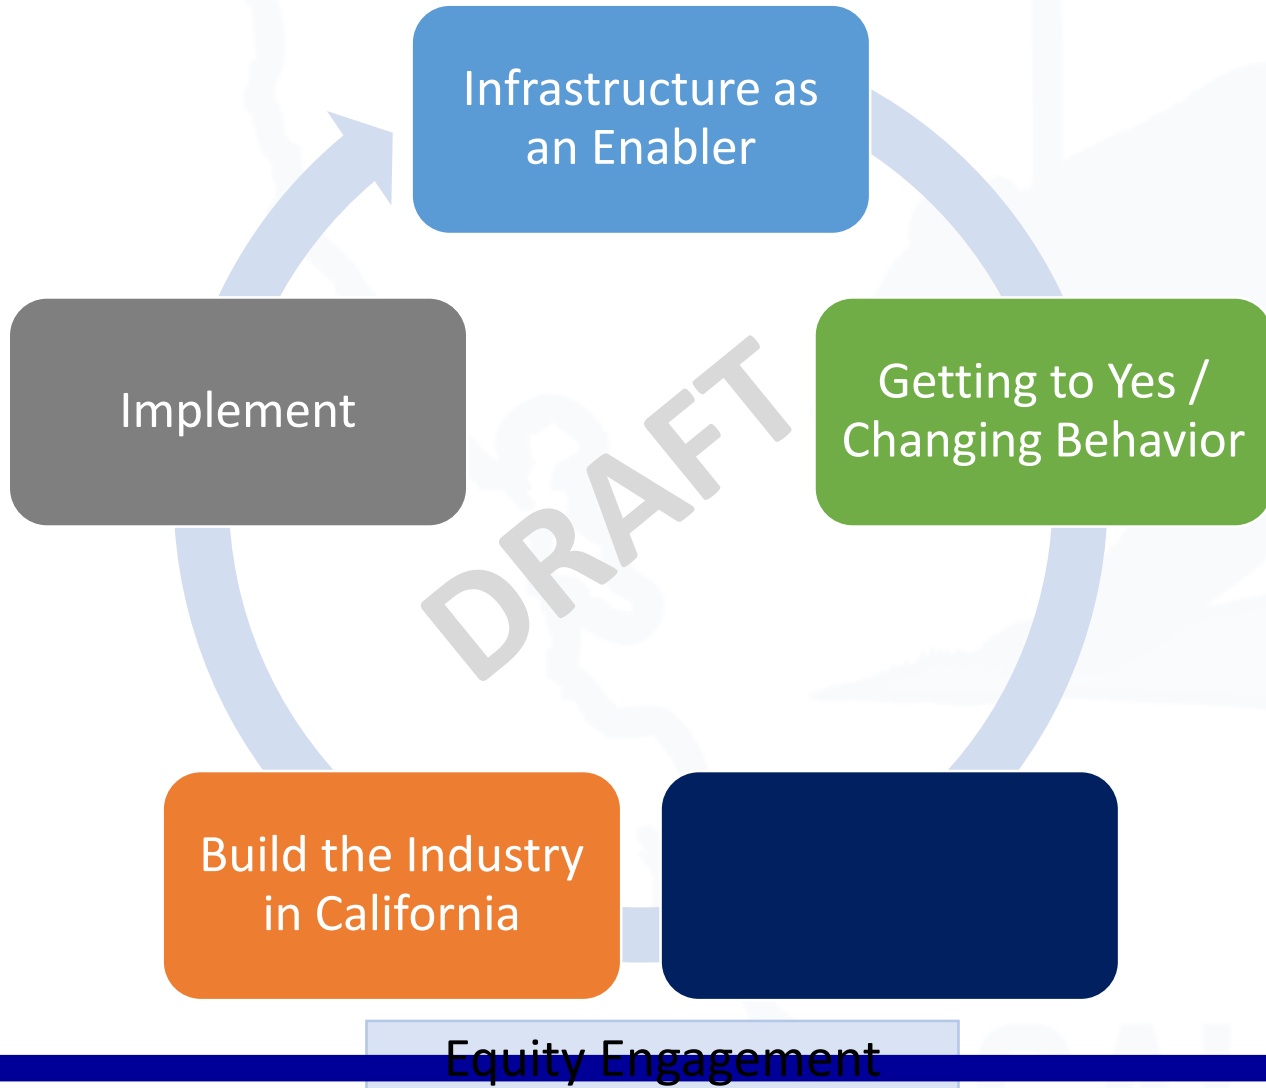 Infrastructure as
an Enabler
Implement
Getting to Yes /
Changing Behavior
DRAFT
Build the Industry
in California
Equity Engagement